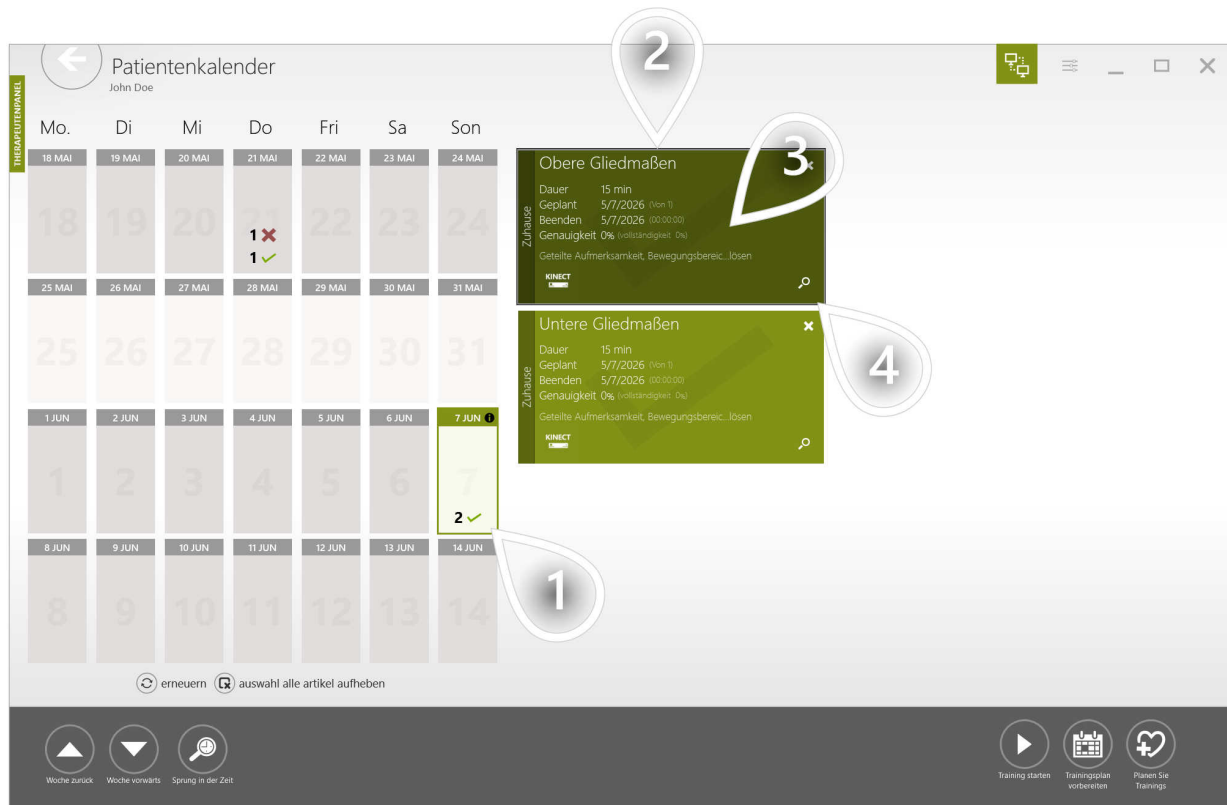 2
Patientenkalender
John Doe
THERAPEUTENPANEL
Mo. Di Mi Do Fri Sa Son
18 MAI 19 MAI 20 MAI 21 MAI 22 MAI 23 MAI 24 MAI
18 19 20 21 22 23 24
1
1
25 MAI 26 MAI 27 MAI 28 MAI 29 MAI 30 MAI 31 MAI
25 26 27 28 29 30 31
1 JUN 2 JUN 3 JUN 4 JUN 5 JUN 6 JUN 7 JUN
1 2 3 4 5 6 7
2
8 JUN 9 JUN 10 JUN 11 JUN 12 JUN 13 JUN 14 JUN
8 9 10 11 12 13 14
Zuhause
Obere Gliedmaßen
3
Dauer 15 min
Geplant 5/7/2026 (Von 1)
Beenden 5/7/2026 (00:00:00)
Genauigkeit 0% (vollständigkeit 0%)
Geteilte Aufmerksamkeit, Bewegungsbereic...lösen
KINECT
Zuhause
Untere Gliedmaßen
Dauer 15 min
Geplant 5/7/2026 (Von 1)
Beenden 5/7/2026 (00:00:00)
Genauigkeit 0% (vollständigkeit 0%)
Geteilte Aufmerksamkeit, Bewegungsbereic...lösen
KINECT
4
1
erneuern auswahl alle artikel aufheben
Woche zurück Woche vorwärts Sprung in der Zeit
Training starten
Trainingsplan vorbereiten
Planen Sie Trainings